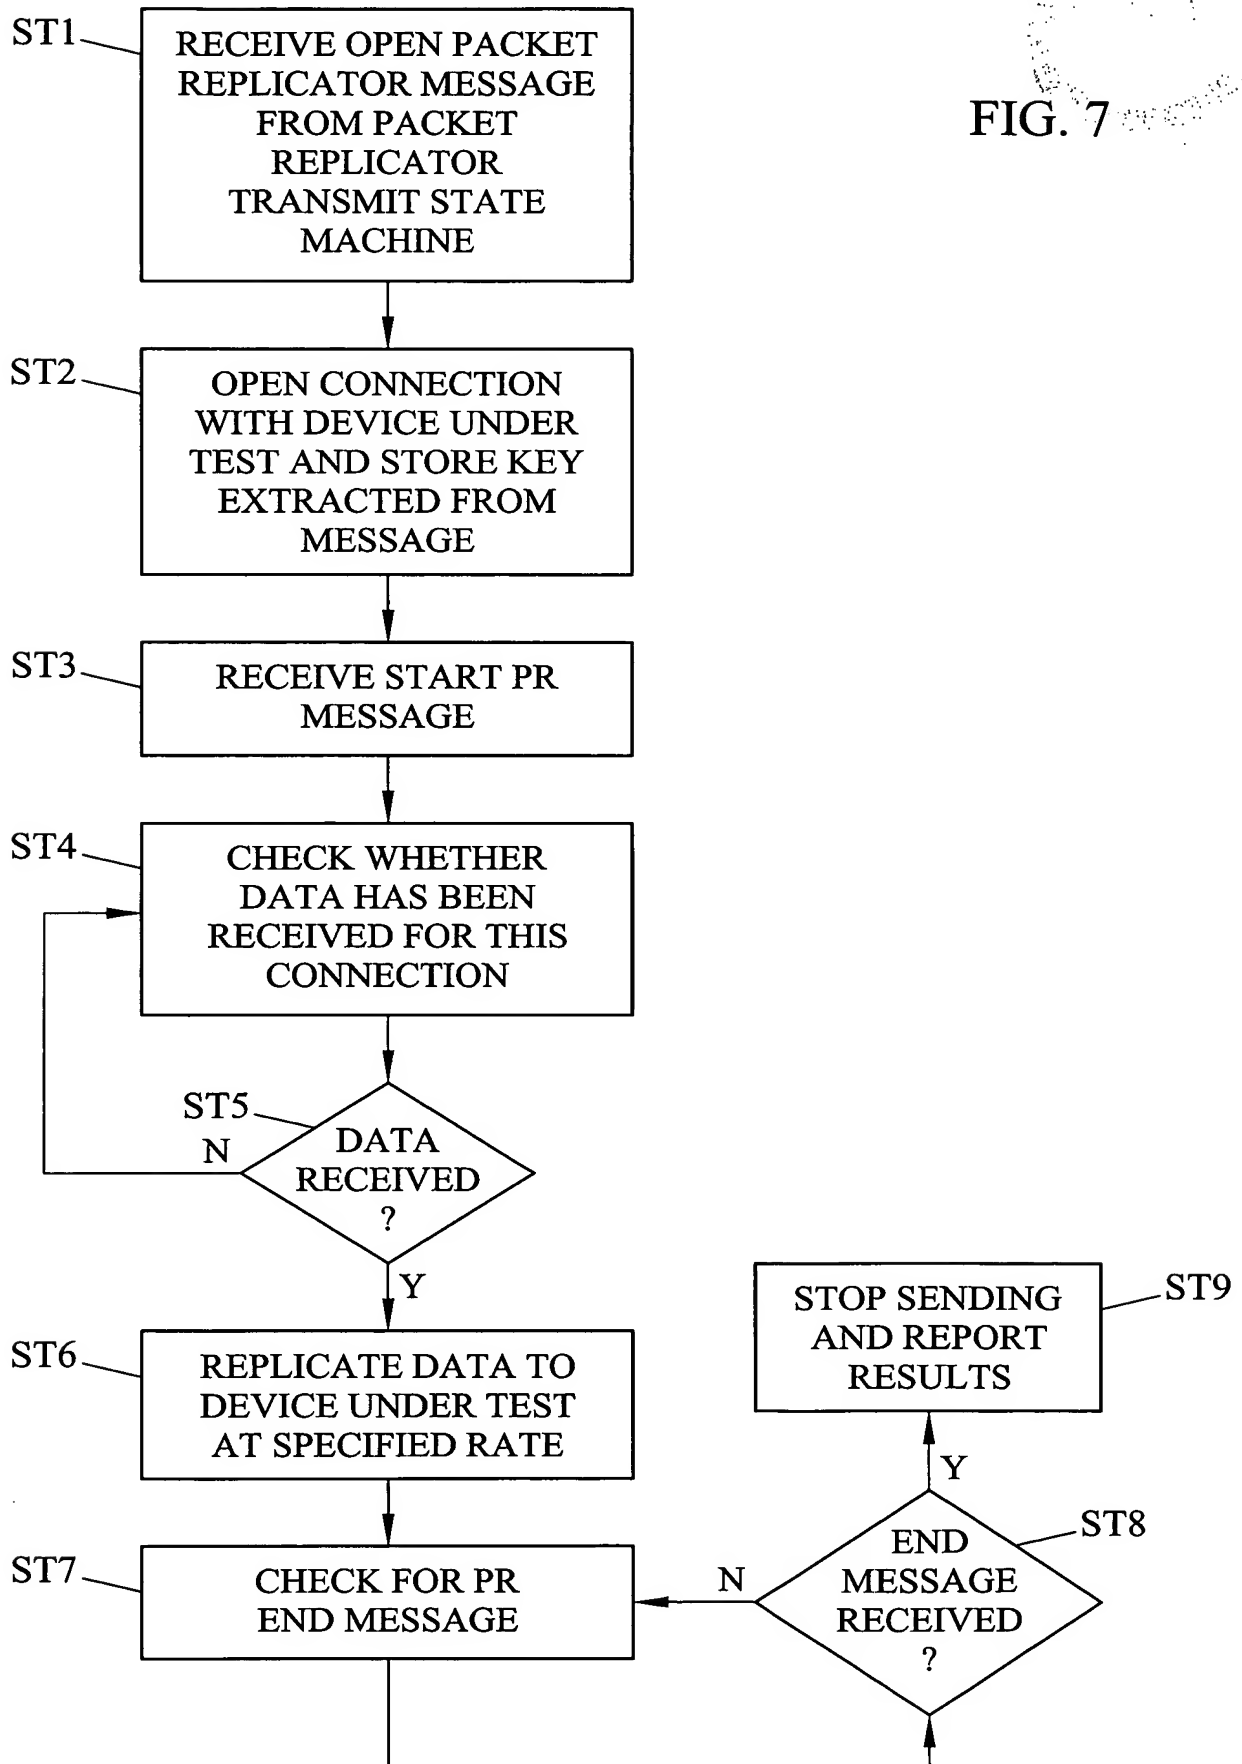 ST1
RECEIVE OPEN PACKET
REPLICATOR MESSAGE
FROM PACKET
REPLICATOR
TRANSMIT STATE
MACHINE
FIG. 7
ST2
OPEN CONNECTION
WITH DEVICE UNDER
TEST AND STORE KEY
EXTRACTED FROM
MESSAGE
ST3
RECEIVE START PR
MESSAGE
ST4
CHECK WHETHER
DATA HAS BEEN
RECEIVED FOR THIS
CONNECTION
ST5
N
DATA
RECEIVED
?
Y
ST6
REPLICATE DATA TO
DEVICE UNDER TEST
AT SPECIFIED RATE
ST7
CHECK FOR PR
END MESSAGE
N
END
MESSAGE
RECEIVED
?
ST8
Y
STOP SENDING
AND REPORT
RESULTS
ST9